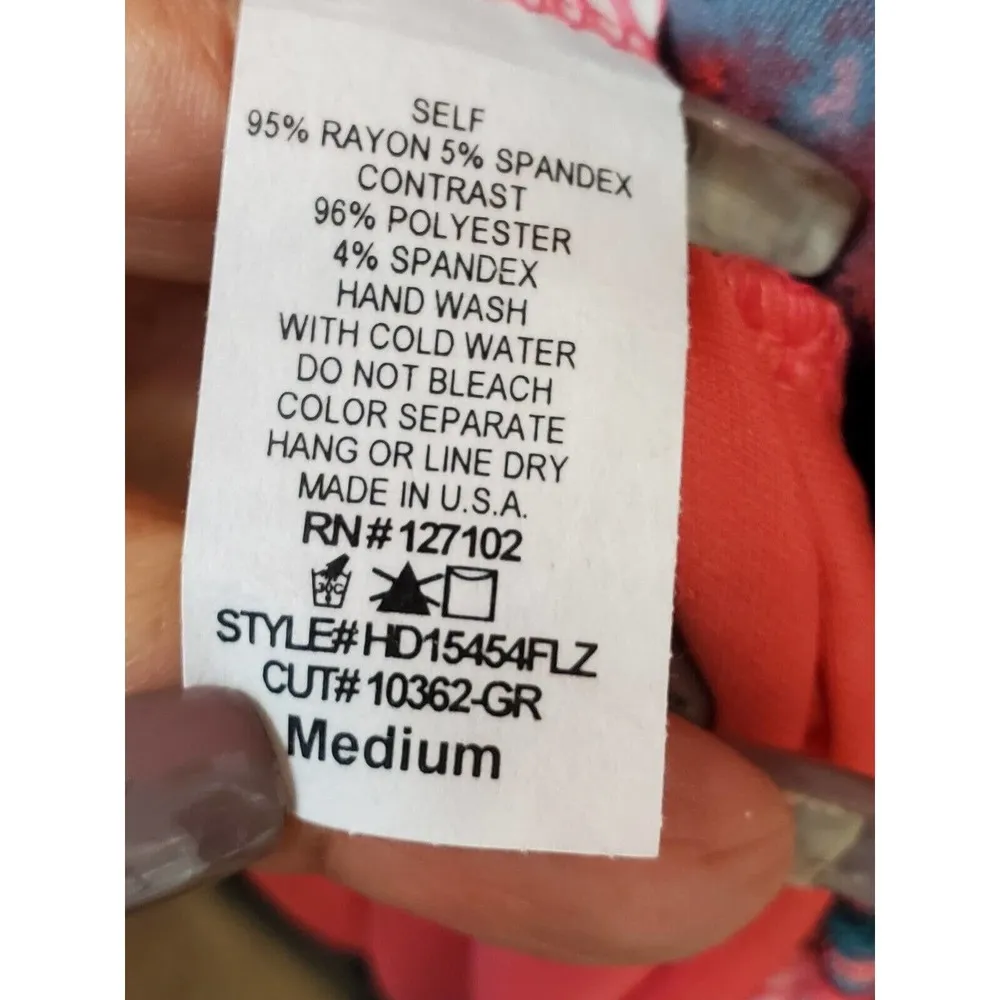 SELF
95% RAYON 5% SPANDEX
CONTRAST
96% POLYESTER
4% SPANDEX
HAND WASH
WITH COLD WATER
DO NOT BLEACH
COLOR SEPARATE
HANG OR LINE DRY
MADE IN U.S.A.
RN# 127102
30C
STYLE# HD15454FLZ
CUT# 10362-GR
Medium